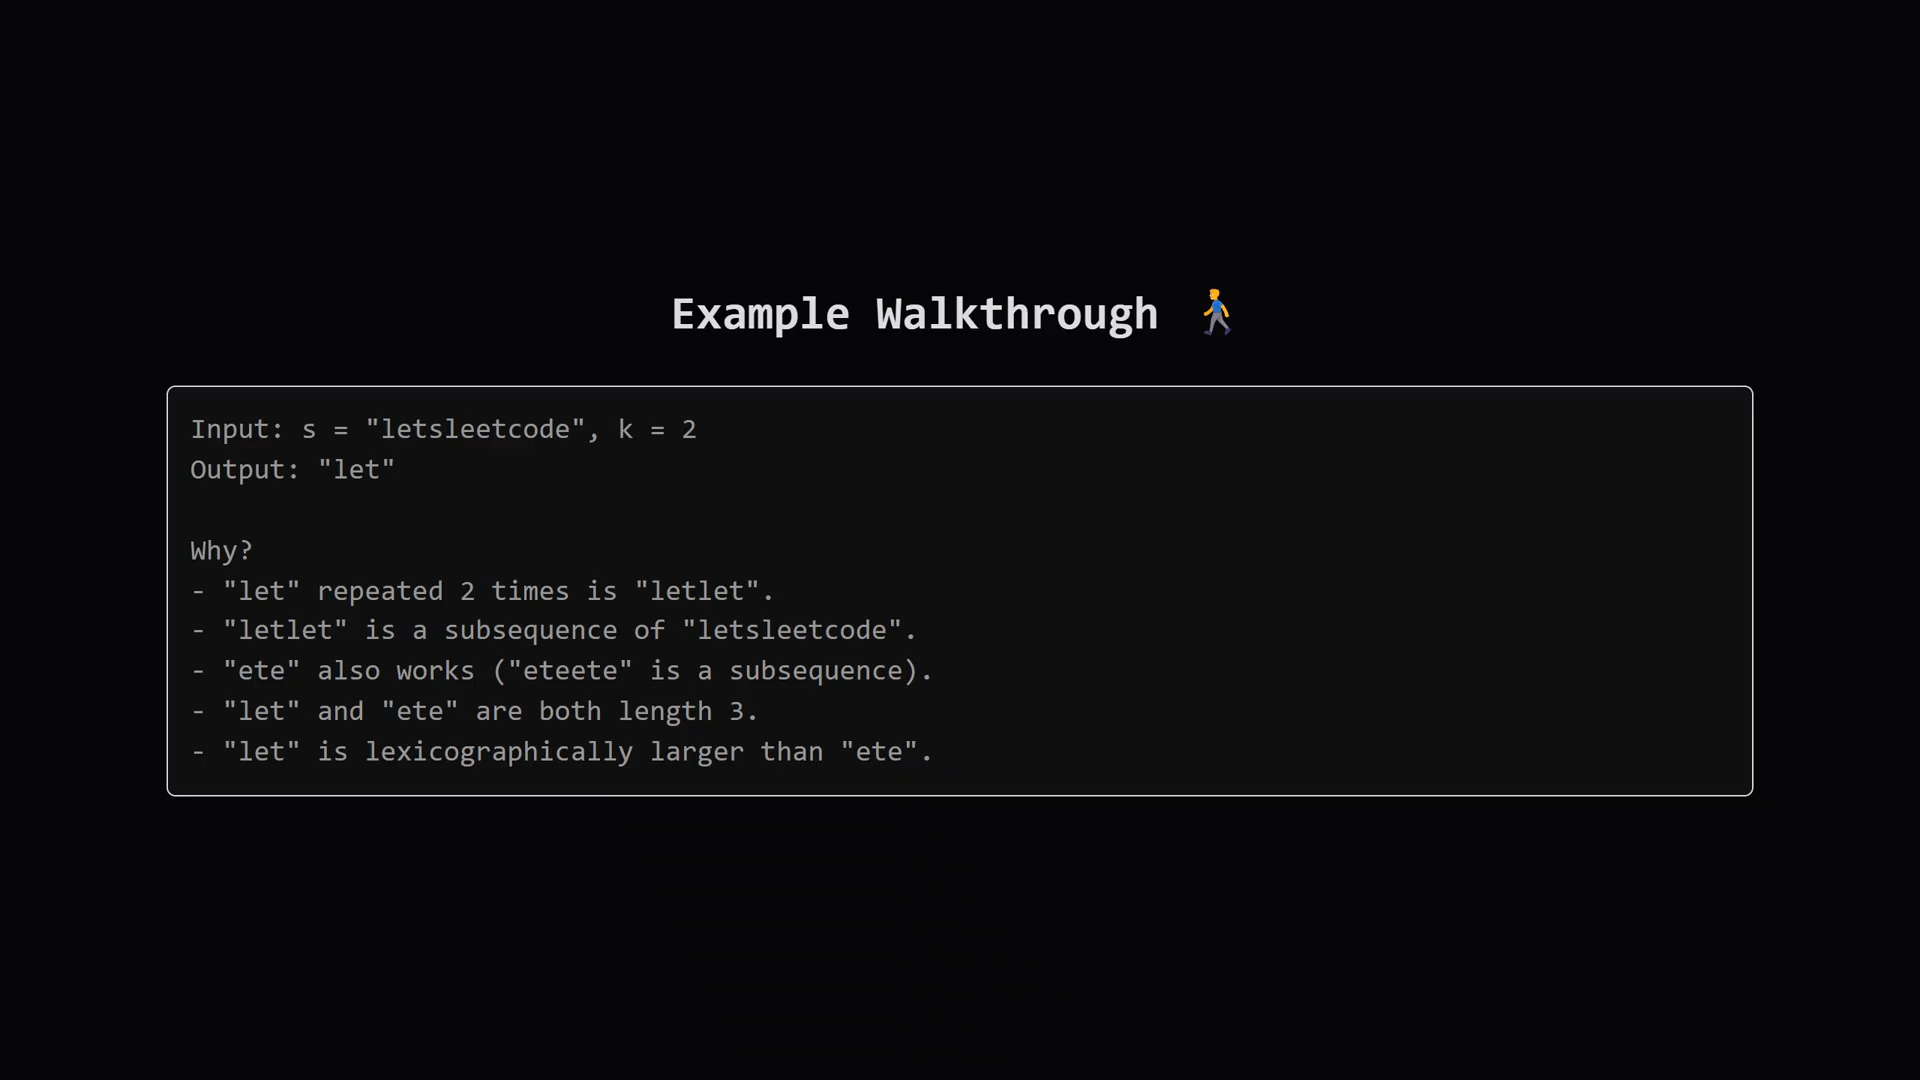 Example Walkthrough 🚶
Input: s = "letsleetcode", k = 2
Output: "let"
Why?
- "let" repeated 2 times is "letlet".
- "letlet" is a subsequence of "letsleetcode".
- "ete" also works ("eteete" is a subsequence).
- "let" and "ete" are both length 3.
- "let" is lexicographically larger than "ete".